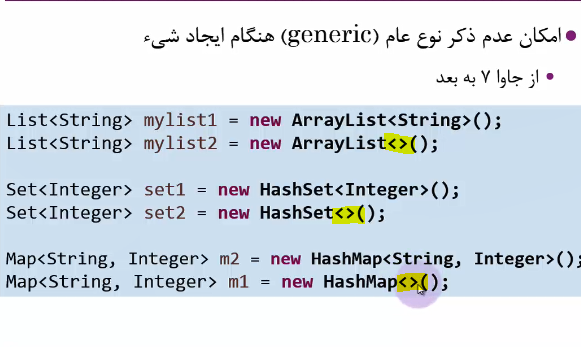 امکان عدم ذکر نوع عام (generic) هنگام ایجاد شیء
از جاوا ۷ به بعد
List<String> mylist1 = new ArrayList<String>();
List<String> mylist2 = new ArrayList<>();
Set<Integer> set1 = new HashSet<Integer>();
Set<Integer> set2 = new HashSet<>();
Map<String, Integer> m2 = new HashMap<String, Integer>();
Map<String, Integer> m1 = new HashMap<>();